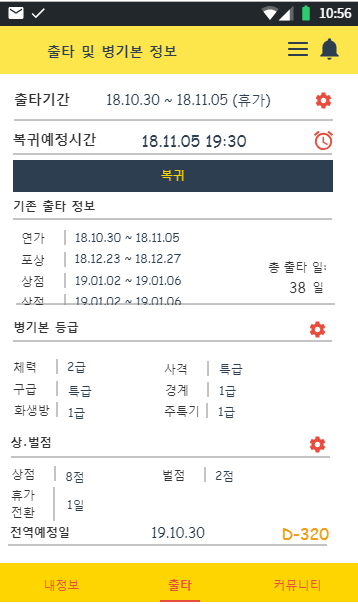 10:56
출타 및 병기본 정보
출타기간 18.10.30 ~ 18.11.05 (휴가)
복귀예정시간 18.11.05 19:30
복귀
기존 출타 정보
연가 18.10.30 ~ 18.11.05
포상 18.12.23 ~ 18.12.27
상점 19.01.02 ~ 19.01.06
상점 19.01.02 ~ 19.01.06
총 출타 일:
38 일
병기본 등급
체력 2급 사격 특급
구급 특급 경계 1급
화생방 1급 주특기 1급
상.벌점
상점 8점 벌점 2점
휴가
전환 1일
전역예정일 19.10.30 D-320
내정보 출타 커뮤니티